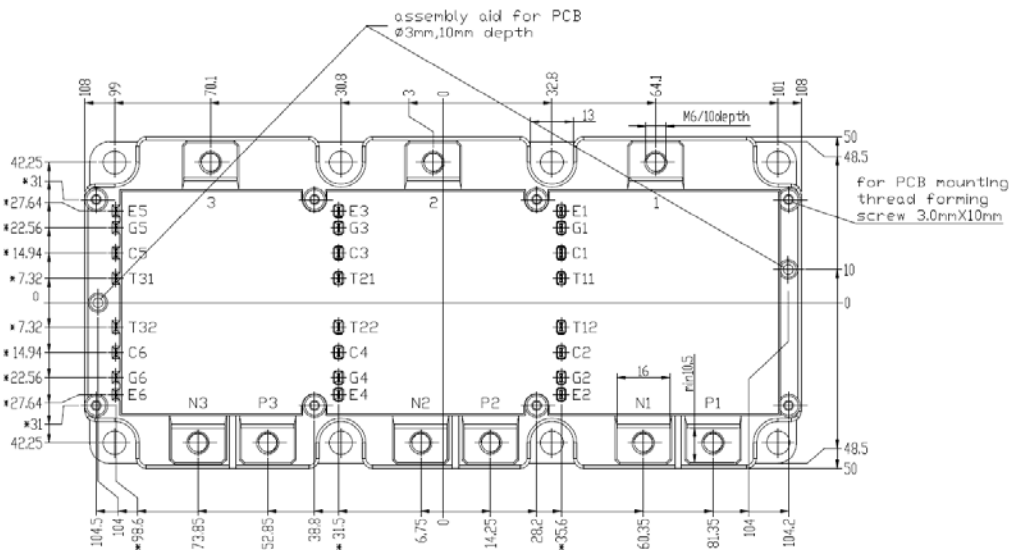 assembly aid for PCB
Ø3mm,10mm depth
108
99
70.1
30.8
3
0
32.8
64.1
101
108
13
M6/10depth
50
48.5
42.25
*31
*27.64
*22.56
*14.94
*7.32
0
*7.32
*14.94
*22.56
*27.64
*31
42.25
for PCB mounting
thread forming
screw 3.0mmX10mm
10
0
48.5
50
3
2
1
E5
G5
C5
T31
T32
C6
G6
E6
E3
G3
C3
T21
T22
C4
G4
E4
E1
G1
C1
T11
T12
C2
G2
E2
16
min10,5
N3
P3
N2
P2
N1
P1
104.5
104
*98.6
73.85
52.85
38.8
*31.5
6.75
0
14.25
28.2
*35.6
60.35
81.35
104
104.2